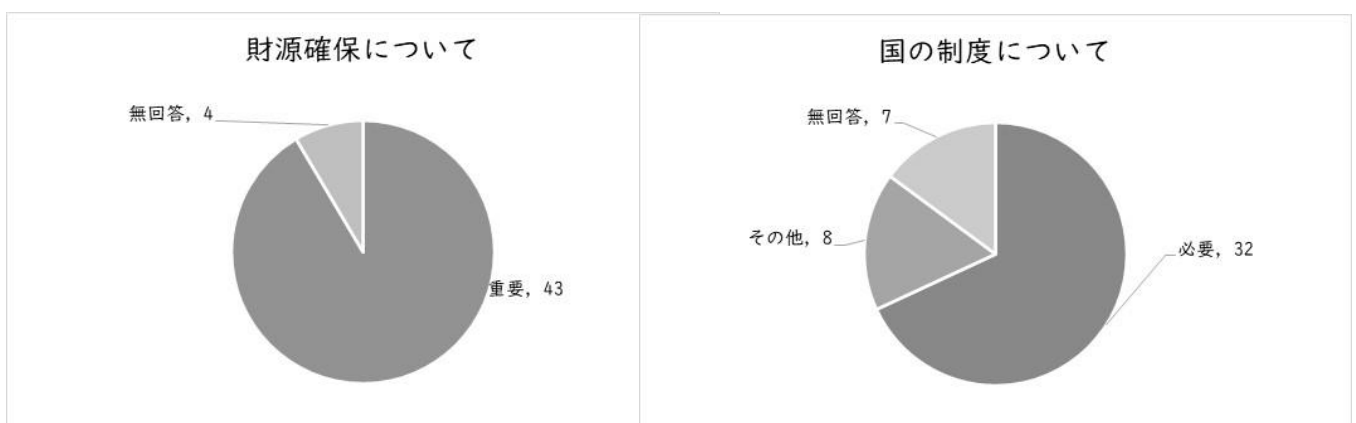 財源確保について
無回答, 4
重要, 43
国の制度について
無回答, 7
その他, 8
必要, 32